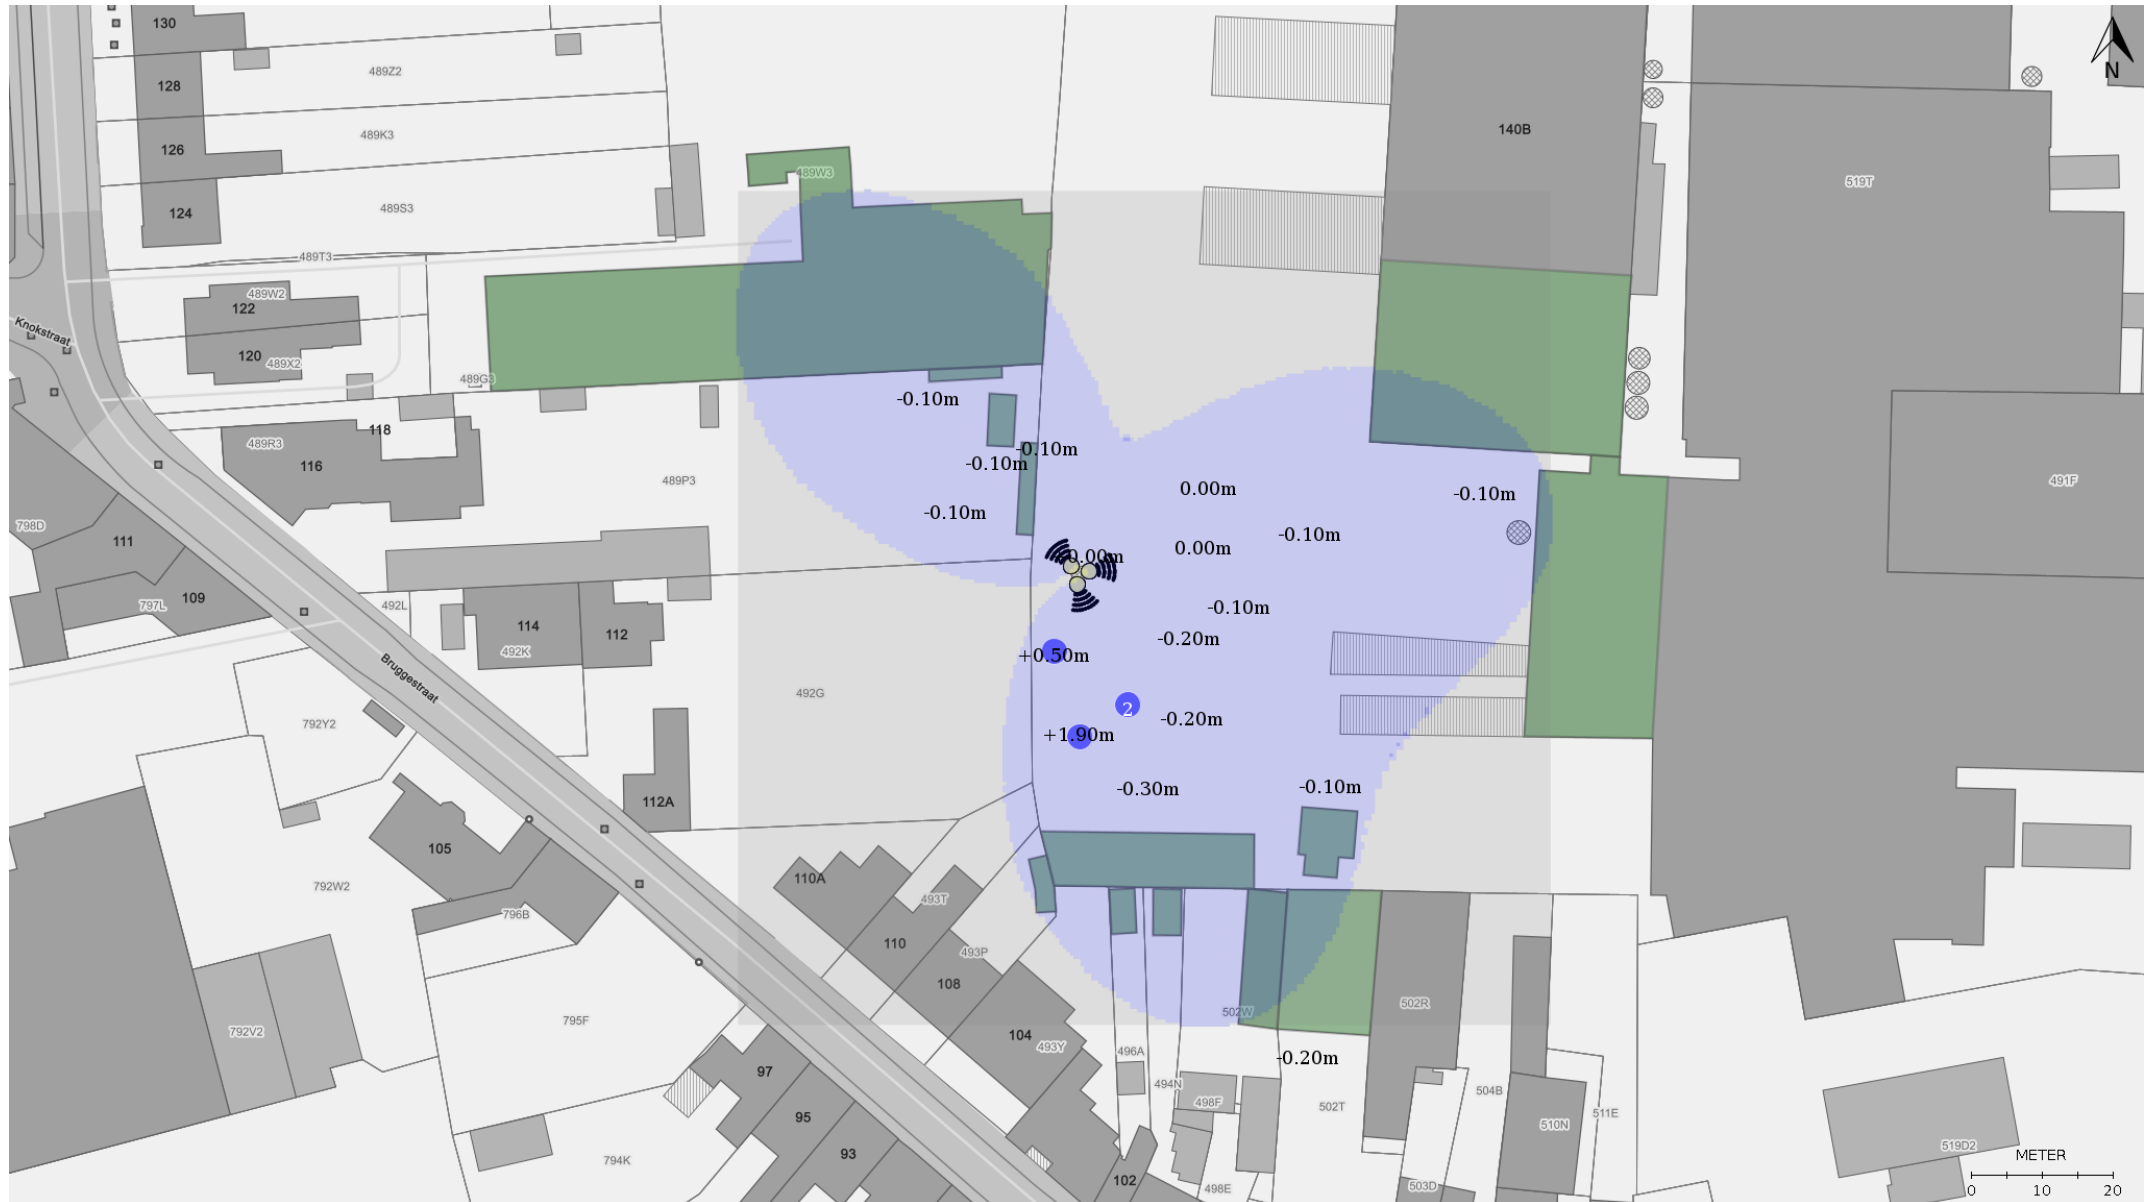 130
489Z2
128
N
140B
489K3
126
489W3
519T
124
489S3
489T3
489W2
122
Knokstraat
120
489X2
489G3
-0.10m
118
489R3
116
-0.10m
-0.10m
489P3
0.00m
-0.10m
491F
-0.10m
798D
-0.10m
111
0.00m
0.00m
797L
109
492L
-0.10m
114
112
492K
-0.20m
+0.50m
Bruggestraat
492G
2
792Y2
-0.20m
+1.90m
-0.30m
-0.10m
112A
105
110A
792W2
493T
796B
110
493P
108
502W
502R
795F
792V2
104
493Y
496A
-0.20m
97
494N
504B
498F
502T
511E
95
510N
519D2
93
METER
794K
102
498E
503D
0
10
20